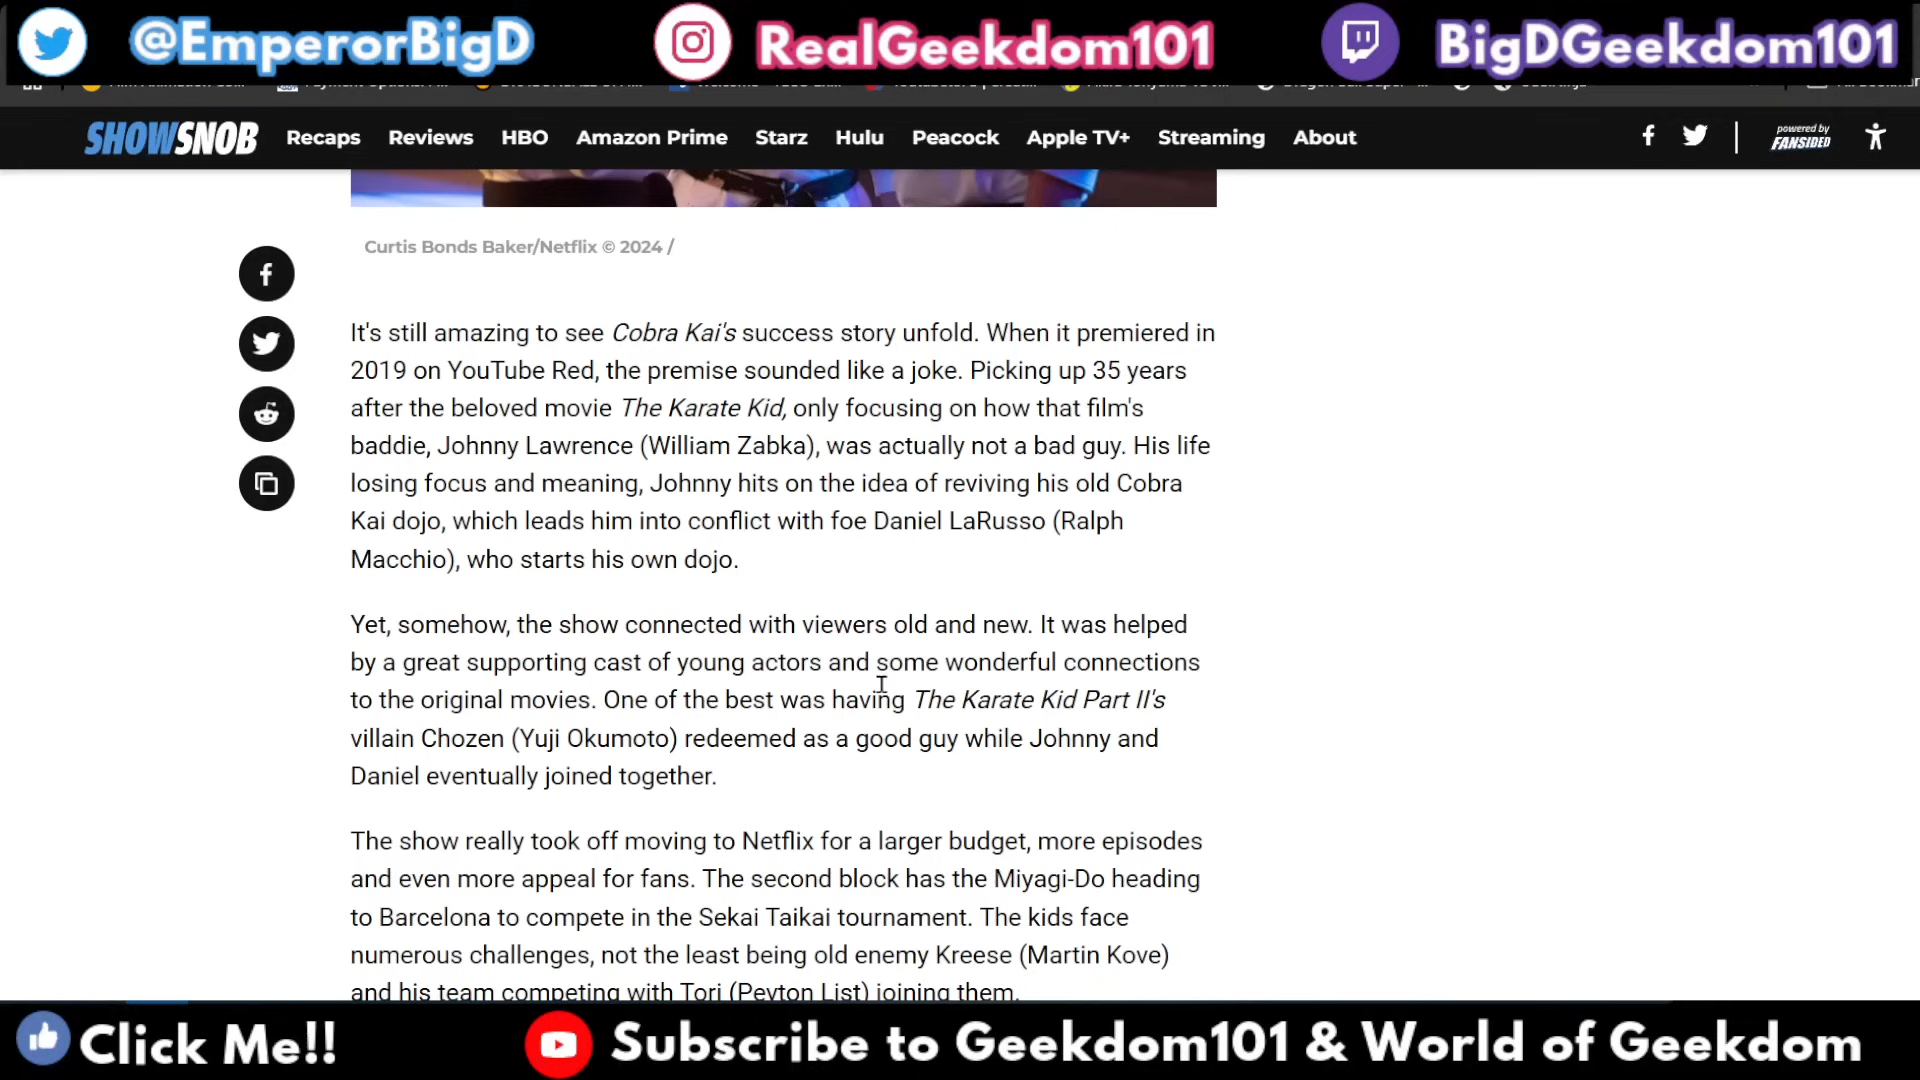 @EmperorBigD
RealGeekdom101
BigDGeekdom101
SHOWSNOB Recaps Reviews HBO Amazon Prime Starz Hulu Peacock Apple TV+ Streaming About
powered by
FANSIDED
Curtis Bonds Baker/Netflix © 2024 /
It's still amazing to see Cobra Kai's success story unfold. When it premiered in
2019 on YouTube Red, the premise sounded like a joke. Picking up 35 years
after the beloved movie The Karate Kid, only focusing on how that film's
baddie, Johnny Lawrence (William Zabka), was actually not a bad guy. His life
losing focus and meaning, Johnny hits on the idea of reviving his old Cobra
Kai dojo, which leads him into conflict with foe Daniel LaRusso (Ralph
Macchio), who starts his own dojo.
Yet, somehow, the show connected with viewers old and new. It was helped
by a great supporting cast of young actors and some wonderful connections
to the original movies. One of the best was having The Karate Kid Part II's
villain Chozen (Yuji Okumoto) redeemed as a good guy while Johnny and
Daniel eventually joined together.
The show really took off moving to Netflix for a larger budget, more episodes
and even more appeal for fans. The second block has the Miyagi-Do heading
to Barcelona to compete in the Sekai Taikai tournament. The kids face
numerous challenges, not the least being old enemy Kreese (Martin Kove)
and his team competing with Tori (Peyton List) joining them.
Click Me!!
Subscribe to Geekdom101 & World of Geekdom